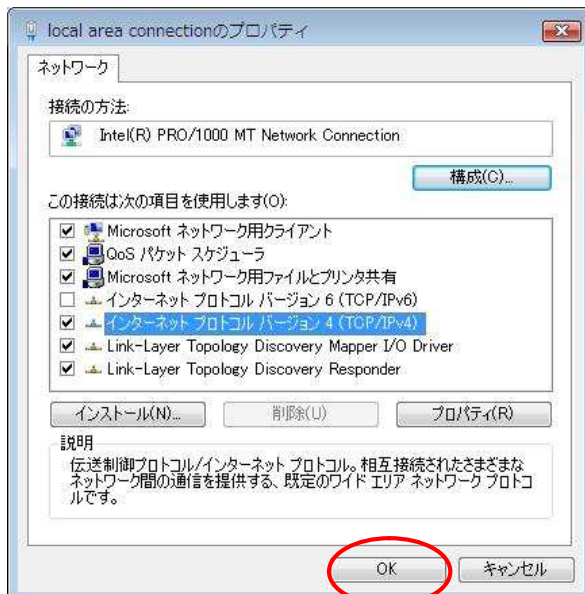 local area connectionのプロパティ
ネットワーク
接続の方法:
Intel(R) PRO/1000 MT Network Connection
構成(C)...
この接続は次の項目を使用します(O):
Microsoft ネットワーク用クライアント
QoS パケット スケジューラ
Microsoft ネットワーク用ファイルとプリンタ共有
インターネット プロトコル バージョン 6 (TCP/IPv6)
インターネット プロトコル バージョン 4 (TCP/IPv4)
Link-Layer Topology Discovery Mapper I/O Driver
Link-Layer Topology Discovery Responder
インストール(N)... 削除(U) プロパティ(R)
説明
伝送制御プロトコル/インターネット プロトコル。相互接続されたさまざまな
ネットワーク間の通信を提供する、既定のワイド エリア ネットワーク プロトコ
ルです。
OK キャンセル